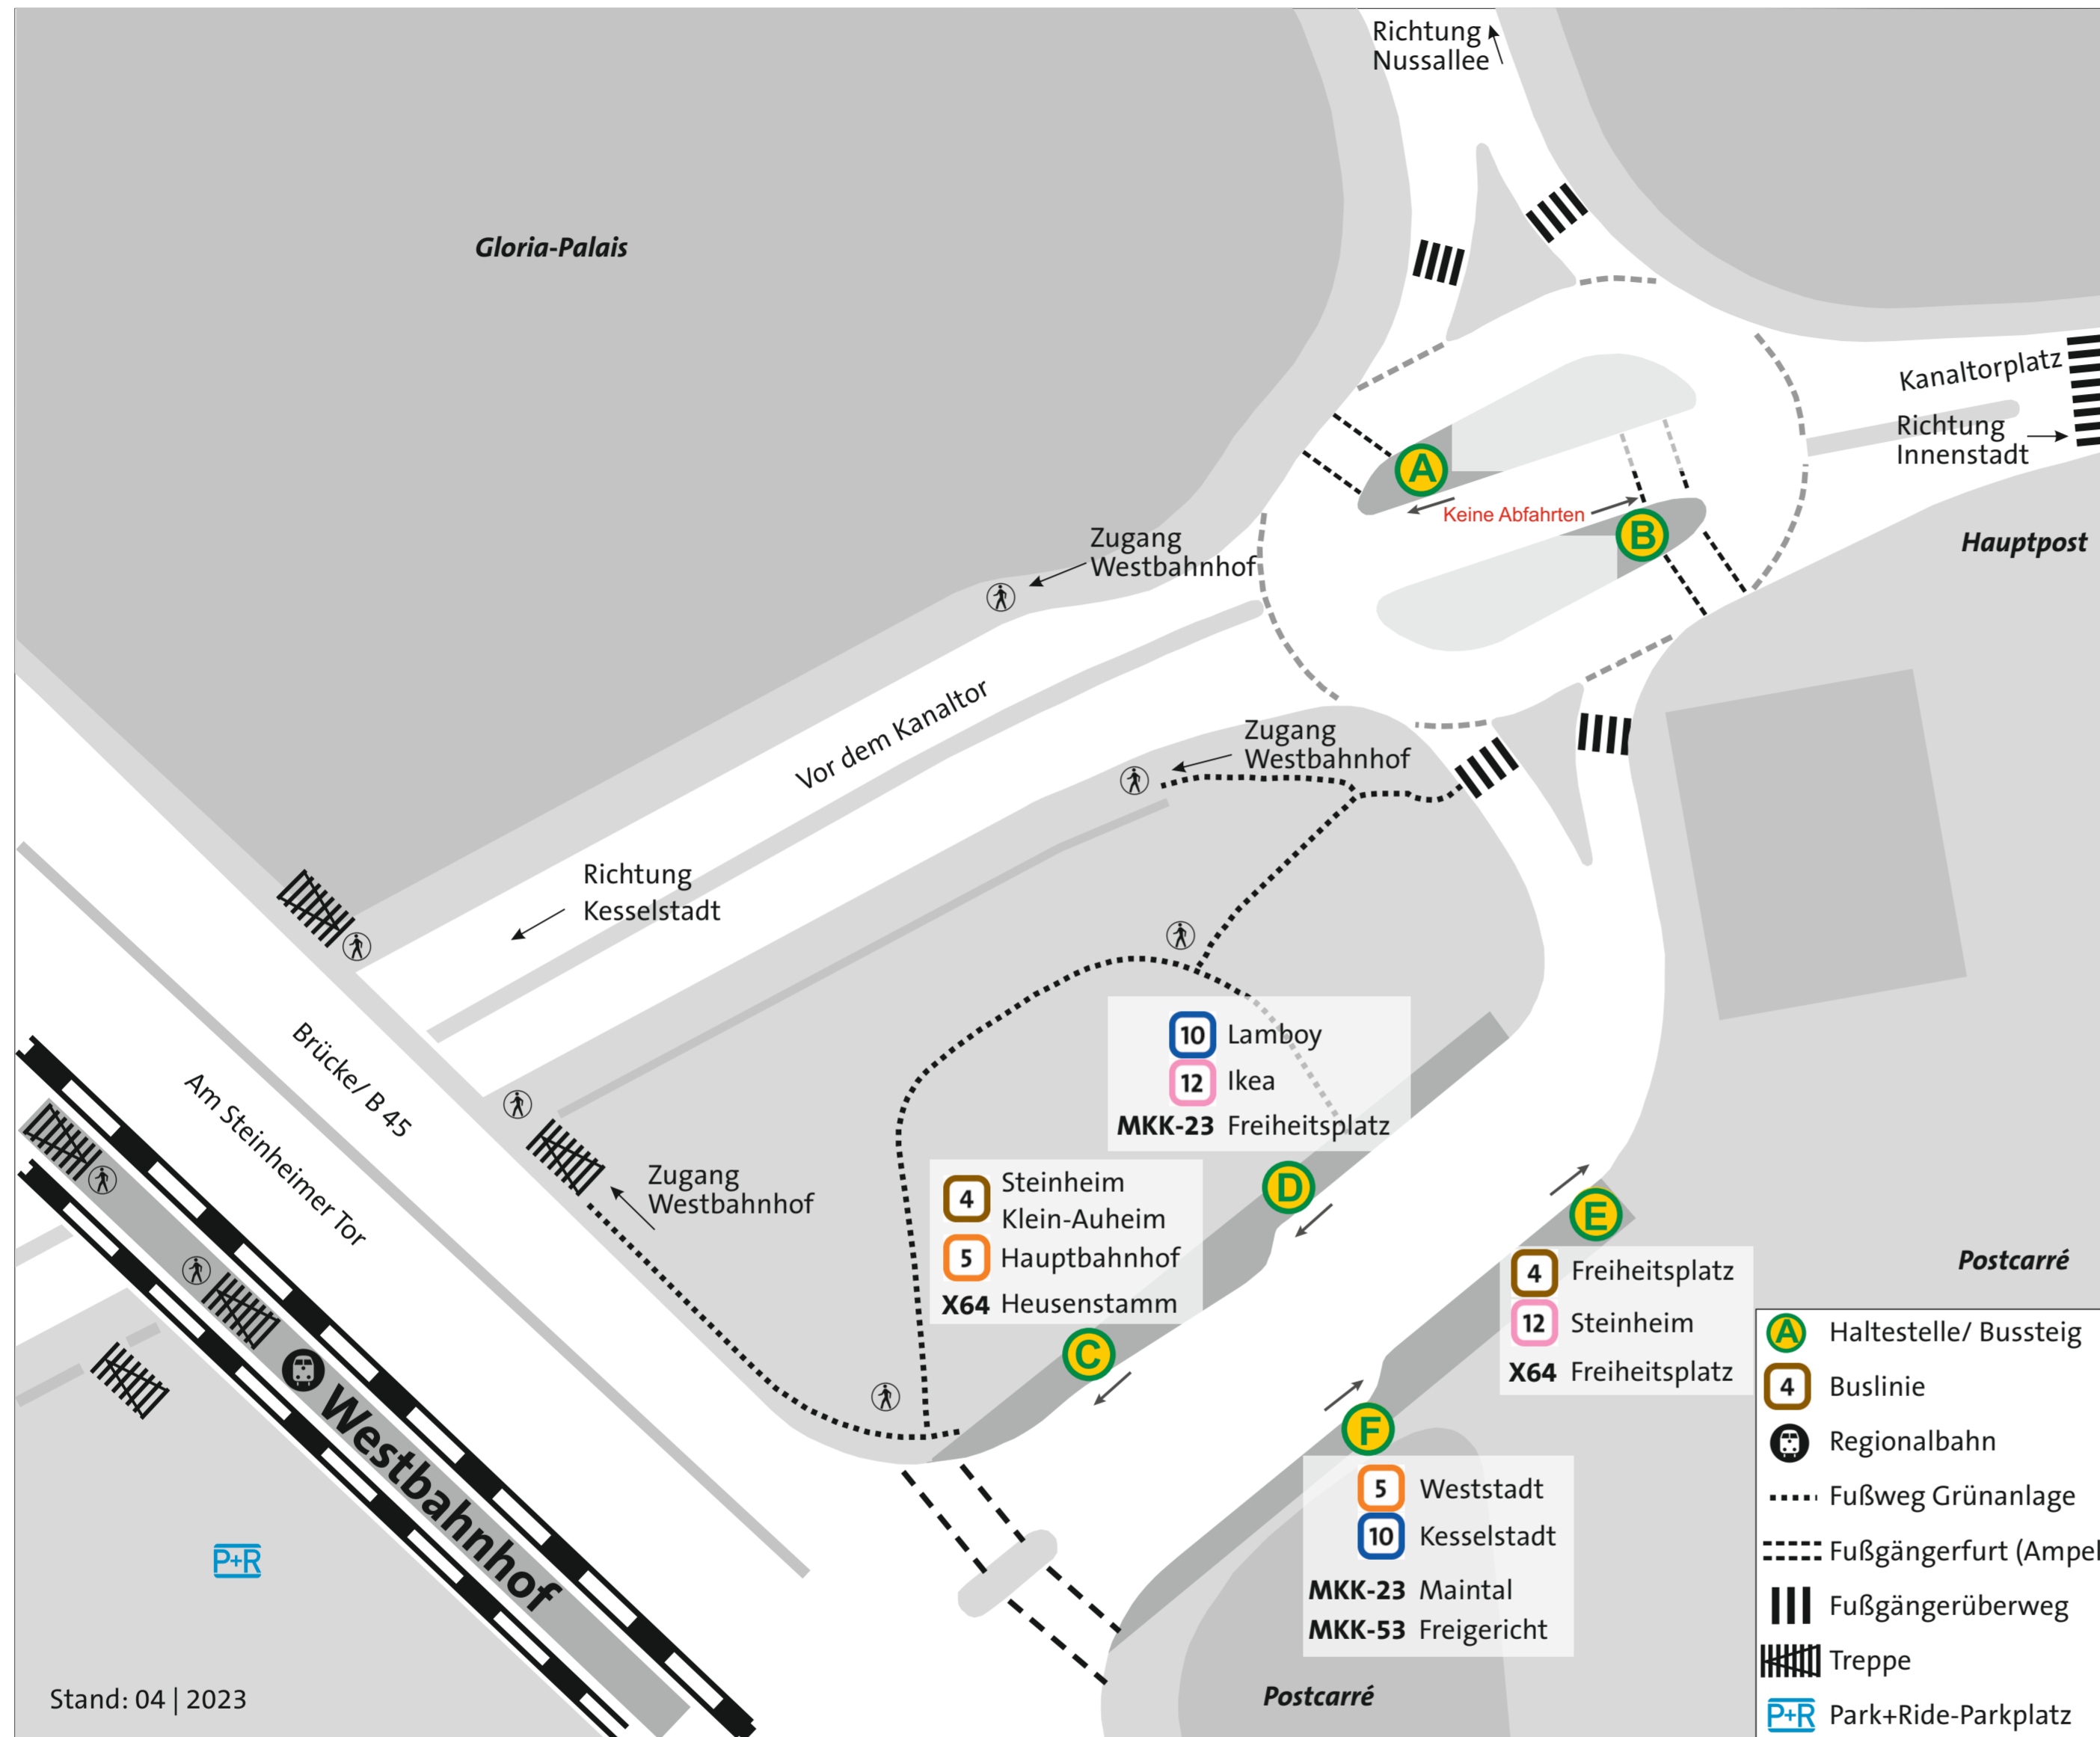 Richtung
Nussallee
Gloria-Palais
Kanaltorplatz
Richtung
Innenstadt
A
Keine Abfahrten
B
Hauptpost
Zugang
Westbahnhof
Vor dem Kanaltor
Zugang
Westbahnhof
Richtung
Kesselstadt
Brücke/ B 45
Am Steinheimer Tor
10 Lamboy
12 Ikea
MKK-23 Freiheitsplatz
D
Zugang
Westbahnhof
4 Steinheim
Klein-Auheim
5 Hauptbahnhof
X64 Heusenstamm
C
E
4 Freiheitsplatz
12 Steinheim
X64 Freiheitsplatz
Postcarré
F
5 Weststadt
10 Kesselstadt
MKK-23 Maintal
MKK-53 Freigericht
Westbahnhof
P+R
Postcarré
Stand: 04 | 2023
A Haltestelle/ Bussteig
4 Buslinie
Regionalbahn
Fußweg Grünanlage
Fußgängerfurt (Ampel
Fußgängerüberweg
Treppe
P+R Park+Ride-Parkplatz